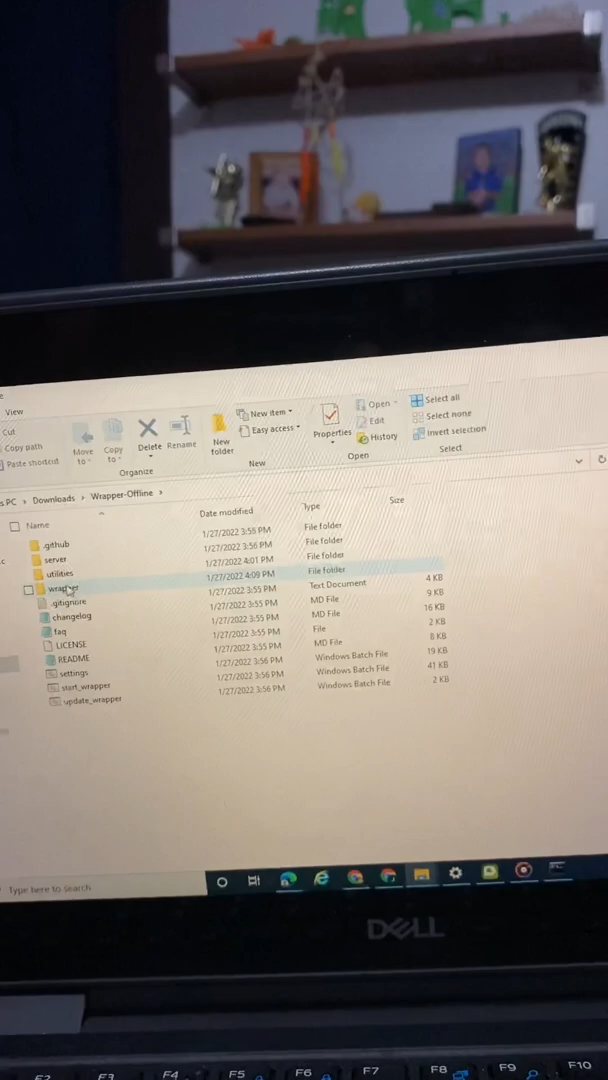 View
Cut
Copy path
Paste shortcut
Move to
Copy to
Delete
Rename
Organize
New folder
New item
Easy access
New
Properties
Open
Edit
History
Open
Select all
Select none
Invert selection
Select
s PC > Downloads > Wrapper-Offline >
Name Date modified Type Size
.github 1/27/2022 3:55 PM File folder
server 1/27/2022 3:56 PM File folder
utilities 1/27/2022 4:01 PM File folder
wrapper 1/27/2022 4:09 PM File folder
.gitignore 1/27/2022 3:55 PM Text Document 4 KB
changelog 1/27/2022 3:55 PM MD File 9 KB
faq 1/27/2022 3:55 PM MD File 16 KB
LICENSE 1/27/2022 3:55 PM File 2 KB
README 1/27/2022 3:55 PM MD File 8 KB
settings 1/27/2022 3:56 PM Windows Batch File 19 KB
start_wrapper 1/27/2022 3:56 PM Windows Batch File 41 KB
update_wrapper 1/27/2022 3:56 PM Windows Batch File 2 KB
Type here to search
DELL
F2 F3 F4 F5 F6 F7 F8 F9 F10